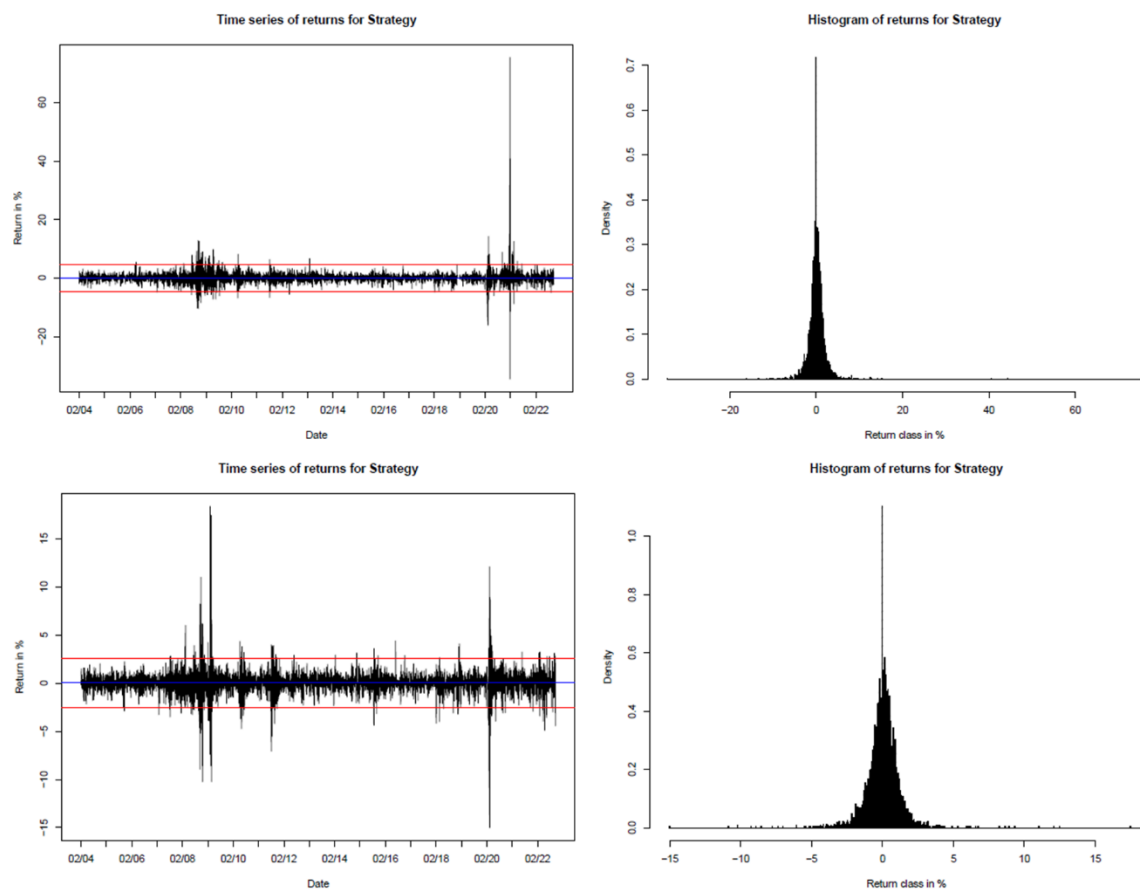 Time series of returns for Strategy
Return in %
60
40
20
0
−20
02/04 02/06 02/08 02/10 02/12 02/14 02/16 02/18 02/20 02/22
Date
Histogram of returns for Strategy
Density
0.7
0.6
0.5
0.4
0.3
0.2
0.1
0.0
−20 0 20 40 60
Return class in %
Time series of returns for Strategy
Return in %
15
10
5
0
−5
−10
−15
02/04 02/06 02/08 02/10 02/12 02/14 02/16 02/18 02/20 02/22
Date
Histogram of returns for Strategy
Density
1.0
0.8
0.6
0.4
0.2
0.0
−15 −10 −5 0 5 10 15
Return class in %